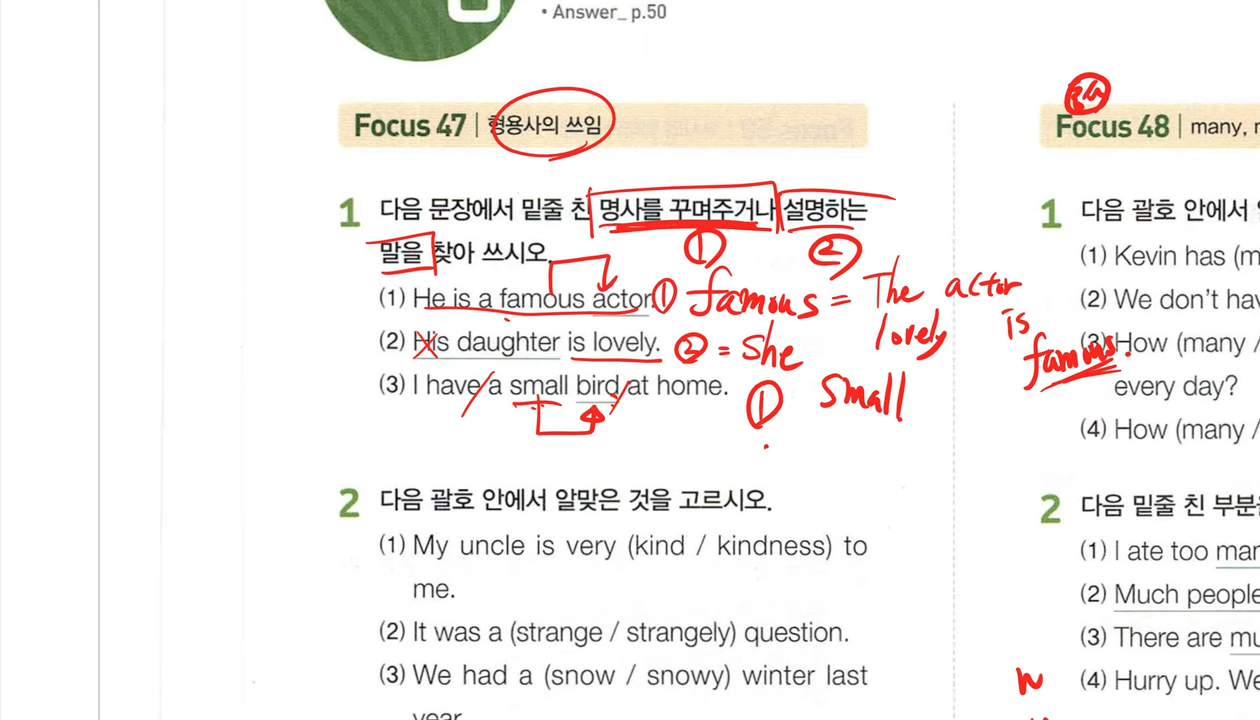 • Answer_ p.50
Focus 47 | 형용사의 쓰임
1 다음 문장에서 밑줄 친 명사를 꾸며주거나 설명하는
말을 찾아 쓰시오.
① ②
(1) He is a famous actor. ① famous = The actor
is
famous.
(2) His daughter is lovely. ② = She lovely
(3) I have a small bird at home. ① small
2 다음 괄호 안에서 알맞은 것을 고르시오.
(1) My uncle is very (kind / kindness) to
me.
(2) It was a (strange / strangely) question.
(3) We had a (snow / snowy) winter last
year
Focus 48 | many,
1 다음 괄호 안에서
(1) Kevin has (m
(2) We don't ha
(3) How (many /
every day?
(4) How (many /
2 다음 밑줄 친 부분
(1) I ate too mar
(2) Much people
(3) There are mu
(4) Hurry up. We